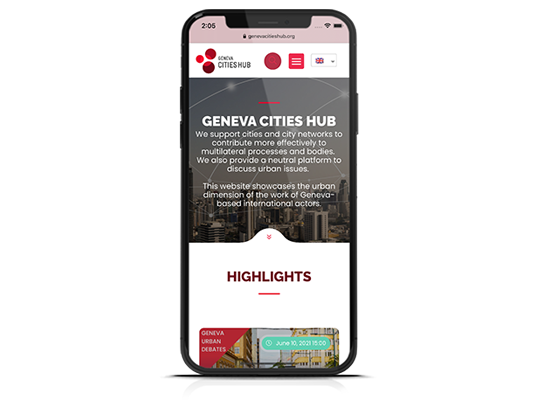 2:05
genevacitieshub.org
GENEVA
CITIESHUB
GENEVA CITIES HUB
We support cities and city networks to
contribute more effectively to
multilateral processes and bodies.
We also provide a neutral platform to
discuss urban issues.
This website showcases the urban
dimension of the work of Geneva-
based international actors.
HIGHLIGHTS
GENEVA
URBAN
DEBATES
June 10, 2021 15:00